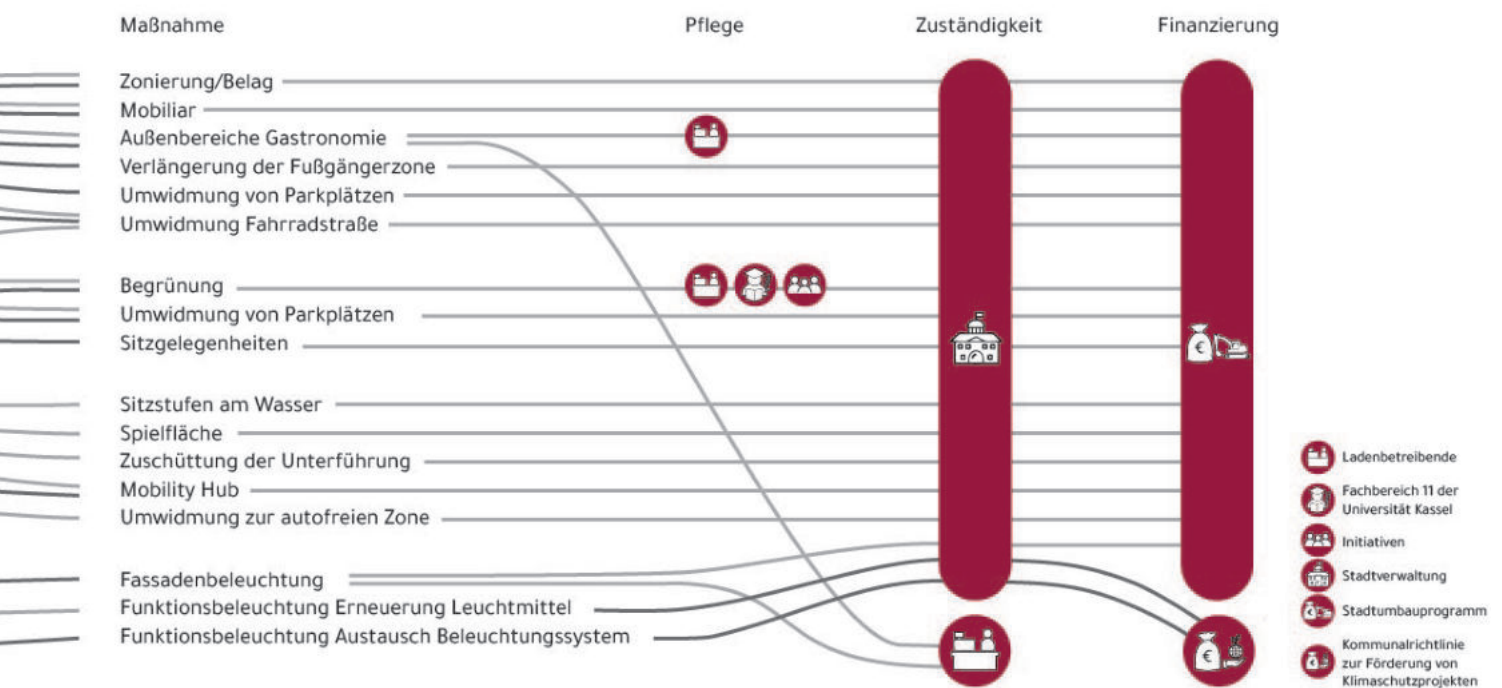 Maßnahme Pflege Zuständigkeit Finanzierung
Zonierung/Belag
Mobiliar
Außenbereiche Gastronomie
Verlängerung der Fußgängerzone
Umwidmung von Parkplätzen
Umwidmung Fahrradstraße
Begrünung
Umwidmung von Parkplätzen
Sitzgelegenheiten
Sitzstufen am Wasser
Spielfläche
Zuschüttung der Unterführung
Mobility Hub
Umwidmung zur autofreien Zone
Fassadenbeleuchtung
Funktionsbeleuchtung Erneuerung Leuchtmittel
Funktionsbeleuchtung Austausch Beleuchtungssystem
€
€
Ladenbetreibende
Fachbereich 11 der
Universität Kassel
Initiativen
Stadtverwaltung
Stadtumbauprogramm
Kommunalrichtlinie
zur Förderung von
Klimaschutzprojekten